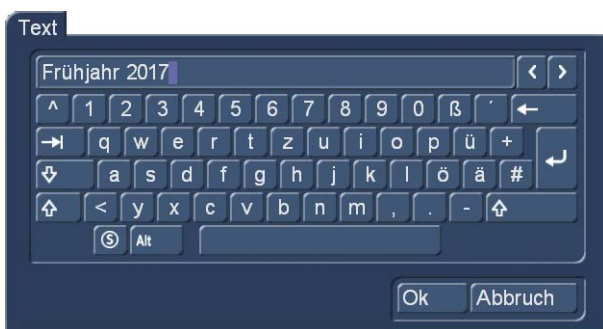 Text
Frühjahr 2017
^ 1 2 3 4 5 6 7 8 9 0 ß ´
q w e r t z u i o p ü +
a s d f g h j k l ö ä #
< y x c v b n m , . -
S Alt
Ok Abbruch